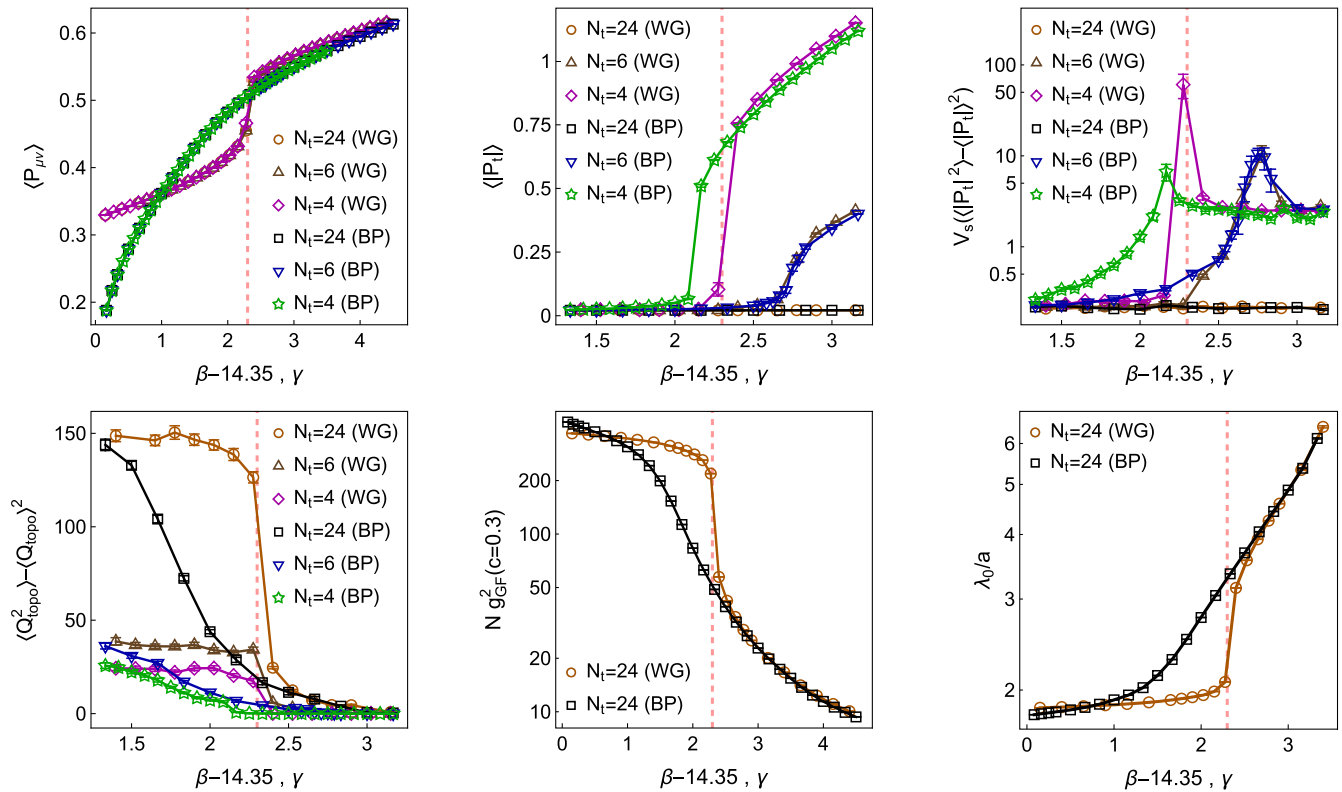 ⟨P_μν⟩
0.6
0.5
0.4
0.3
0.2
N_t=24 (WG)
N_t=6 (WG)
N_t=4 (WG)
N_t=24 (BP)
N_t=6 (BP)
N_t=4 (BP)
0 1 2 3 4
β−14.35 , γ
⟨|P_t|⟩
1
0.75
0.5
0.25
0
N_t=24 (WG)
N_t=6 (WG)
N_t=4 (WG)
N_t=24 (BP)
N_t=6 (BP)
N_t=4 (BP)
1.5 2 2.5 3
β−14.35 , γ
V_s(⟨|P_t|²⟩−⟨|P_t|⟩²)
100
50
10
5
1
0.5
N_t=24 (WG)
N_t=6 (WG)
N_t=4 (WG)
N_t=24 (BP)
N_t=6 (BP)
N_t=4 (BP)
1.5 2 2.5 3
β−14.35 , γ
⟨Q²_topo⟩−⟨Q_topo⟩²
150
100
50
0
N_t=24 (WG)
N_t=6 (WG)
N_t=4 (WG)
N_t=24 (BP)
N_t=6 (BP)
N_t=4 (BP)
1.5 2 2.5 3
β−14.35 , γ
N g²_GF(c=0.3)
200
100
50
20
10
N_t=24 (WG)
N_t=24 (BP)
0 1 2 3 4
β−14.35 , γ
λ_0/a
6
5
4
3
2
N_t=24 (WG)
N_t=24 (BP)
0 1 2 3
β−14.35 , γ